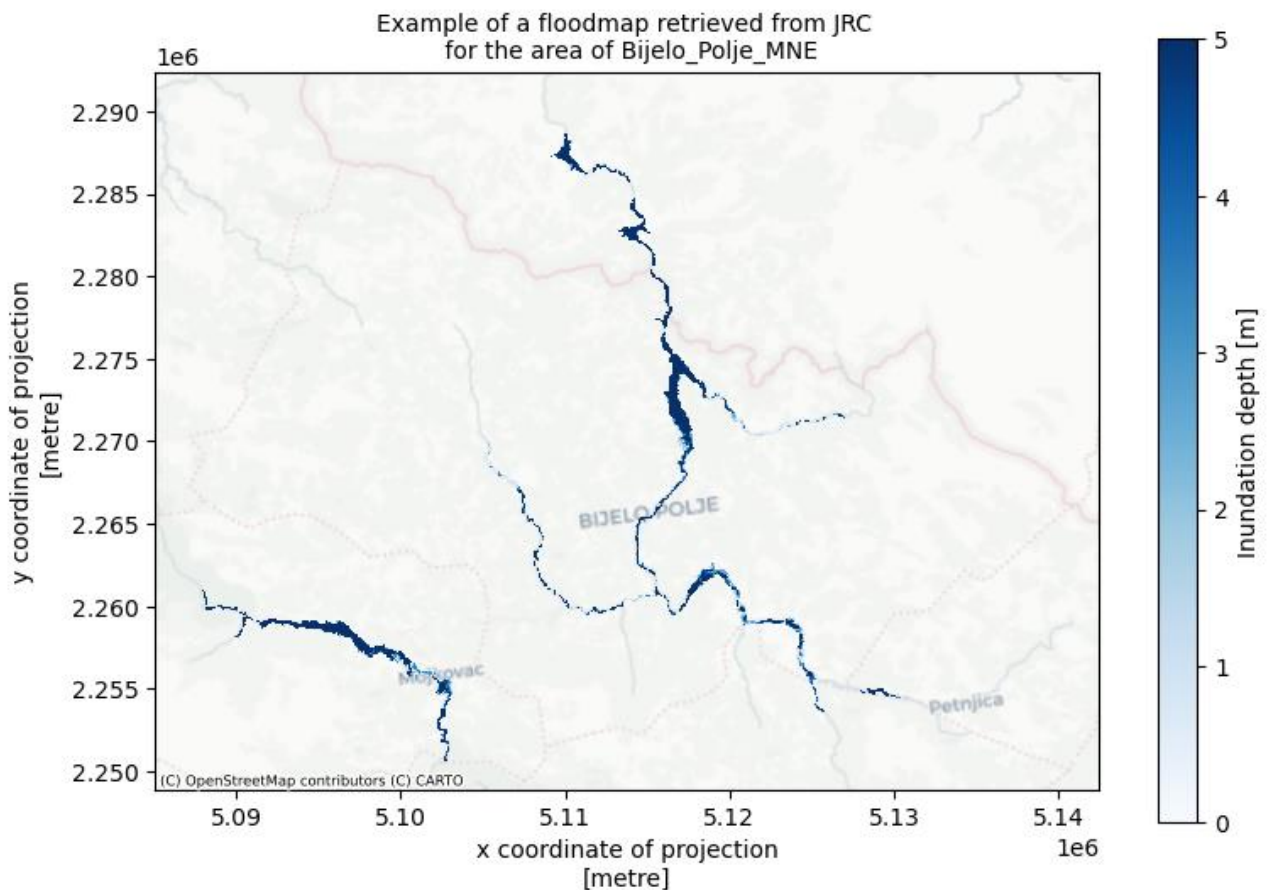 Example of a floodmap retrieved from JRC
for the area of Bijelo_Polje_MNE
1e6
2.290
2.285
2.280
2.275
2.270
2.265
2.260
2.255
2.250
y coordinate of projection
[metre]
BIJELO POLJE
Mojkovac
Petnjica
(C) OpenStreetMap contributors (C) CARTO
5.09
5.10
5.11
5.12
5.13
5.14
1e6
x coordinate of projection
[metre]
5
4
3
2
1
0
Inundation depth [m]